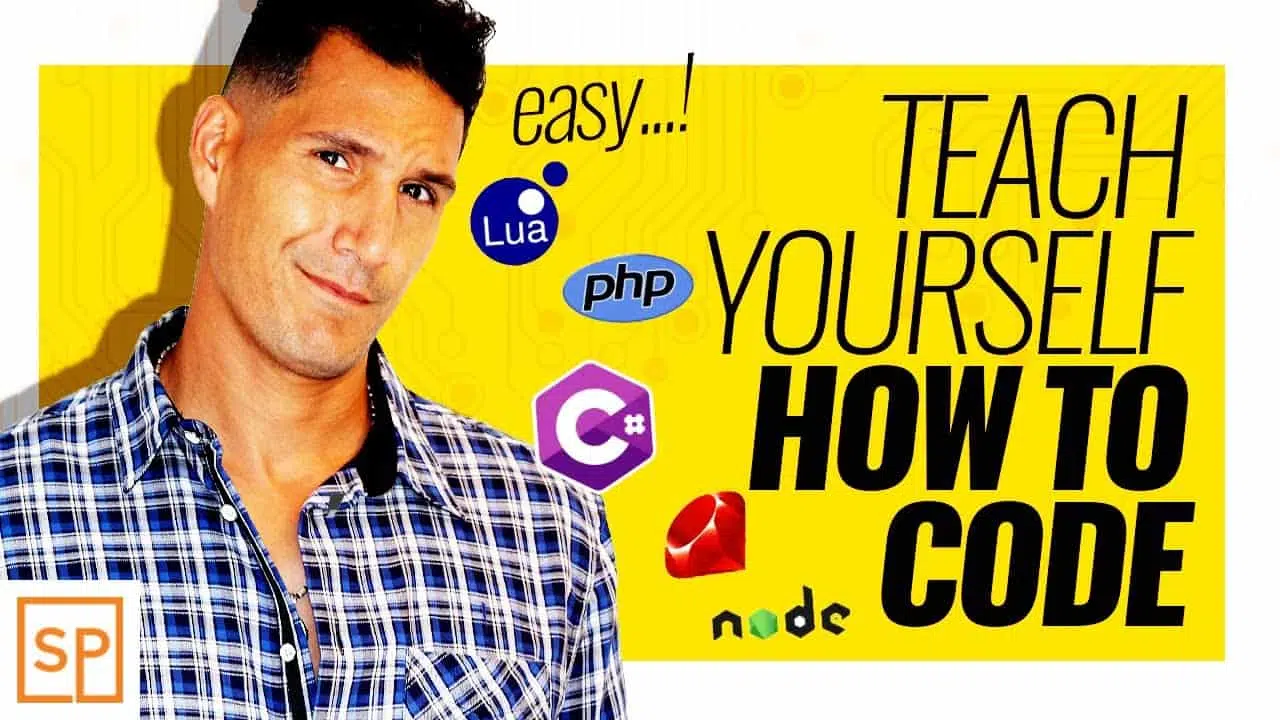 easy....!
TEACH
YOURSELF
HOW TO
CODE
Lua
php
C#
node
SP